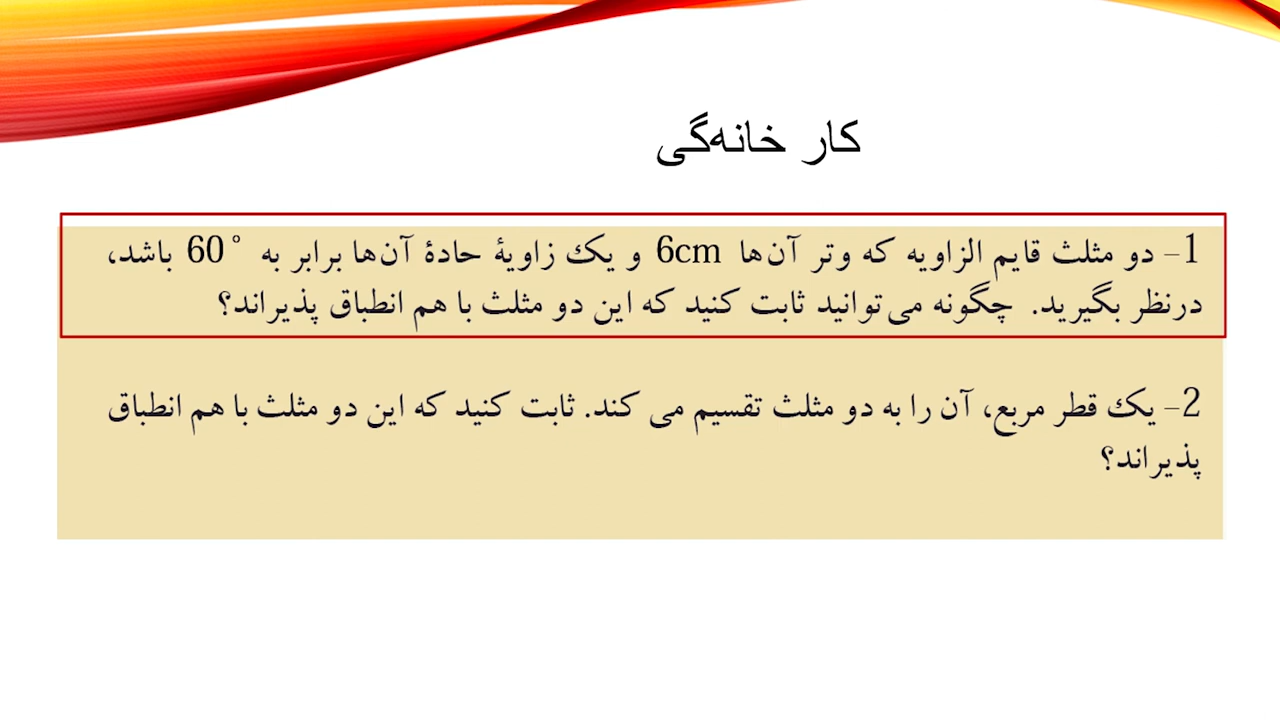 کار خانه‌گی
1- دو مثلث قایم الزاویه که وتر آن‌ها 6cm و یک زاویۀ حادۀ آن‌ها برابر به 60° باشد،
درنظر بگیرید. چگونه می‌توانید ثابت کنید که این دو مثلث با هم انطباق پذیراند؟
2- یک قطر مربع، آن را به دو مثلث تقسیم می کند. ثابت کنید که این دو مثلث با هم انطباق
پذیراند؟